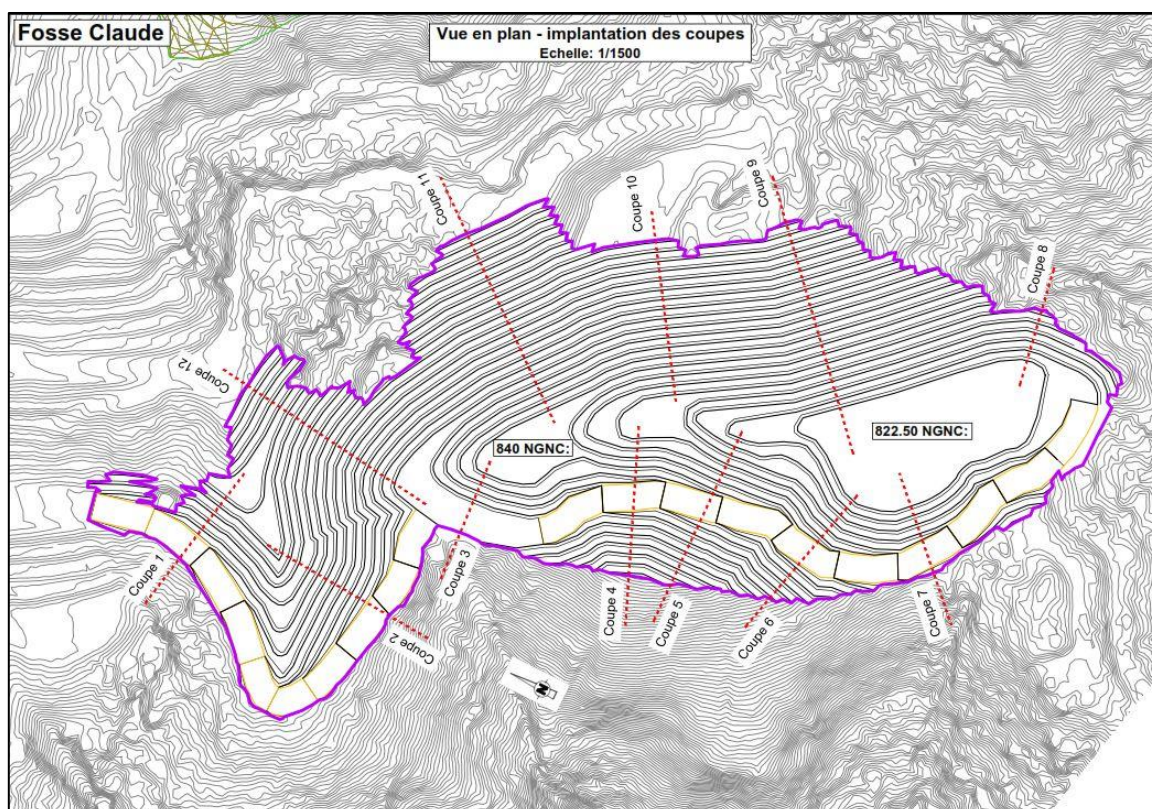 Fosse Claude
Vue en plan - implantation des coupes
Echelle: 1/1500
Coupe 11
Coupe 10
Coupe 9
Coupe 8
Coupe 12
840 NGNC:
822.50 NGNC:
Coupe 1
Coupe 2
Coupe 3
Coupe 4
Coupe 5
Coupe 6
Coupe 7
N